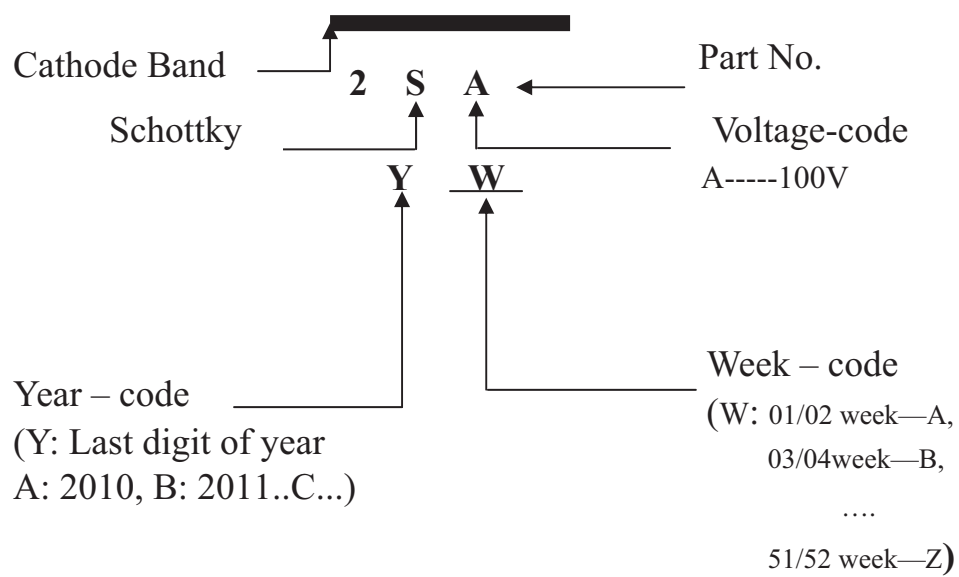 Cathode Band
Part No.
2 S A
Schottky
Voltage-code
A-----100V
Y W
Year – code
(Y: Last digit of year
A: 2010, B: 2011..C...)
Week – code
(W: 01/02 week—A,
03/04week—B,
....
51/52 week—Z)